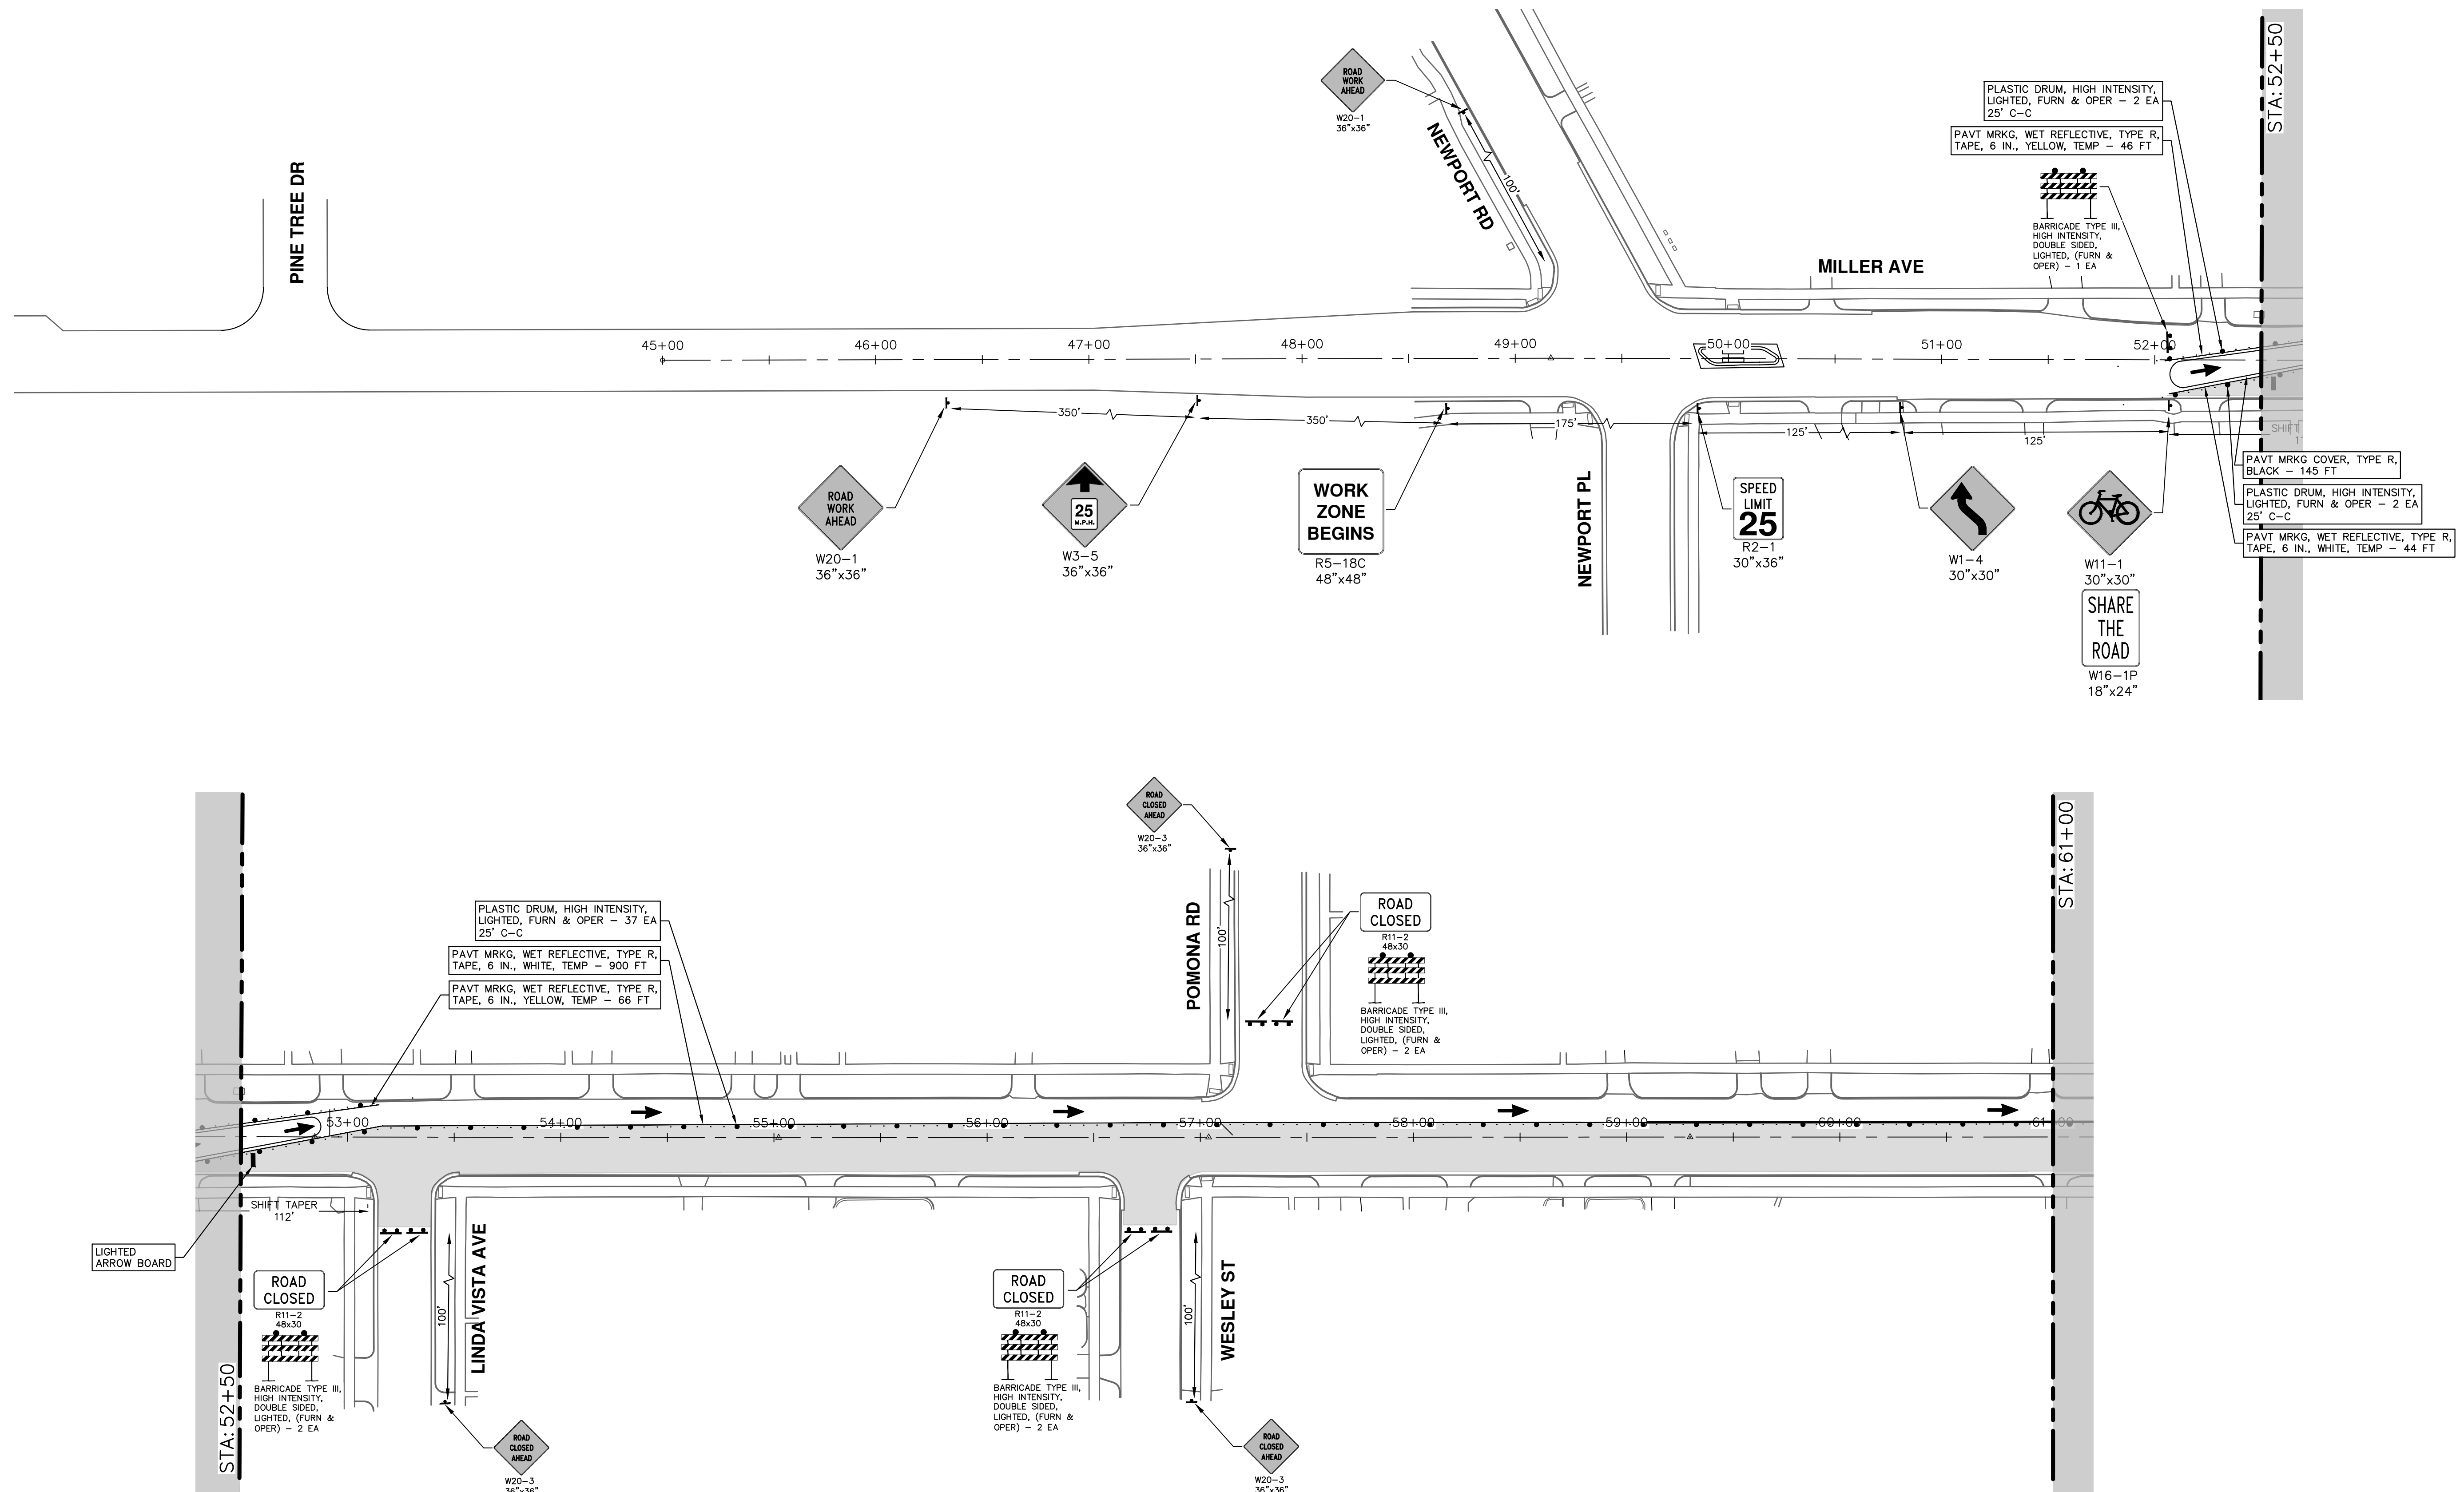 PINE TREE DR
45+00
46+00
47+00
48+00
49+00
50+00
51+00
52+00
ROAD
WORK
AHEAD
W20-1
36"x36"
NEWPORT RD
100'
MILLER AVE
PLASTIC DRUM, HIGH INTENSITY,
LIGHTED, FURN & OPER – 2 EA
25' C-C
PAVT MRKG, WET REFLECTIVE, TYPE R,
TAPE, 6 IN., YELLOW, TEMP – 46 FT
BARRICADE TYPE III,
HIGH INTENSITY,
DOUBLE SIDED,
LIGHTED, (FURN &
OPER) – 1 EA
STA: 52+50
350'
350'
175'
125'
125'
SHIFT
ROAD
WORK
AHEAD
W20-1
36"x36"
25
M.P.H.
W3-5
36"x36"
WORK
ZONE
BEGINS
R5-18C
48"x48"
NEWPORT PL
SPEED
LIMIT
25
R2-1
30"x36"
W1-4
30"x30"
W11-1
30"x30"
SHARE
THE
ROAD
W16-1P
18"x24"
PAVT MRKG COVER, TYPE R,
BLACK – 145 FT
PLASTIC DRUM, HIGH INTENSITY,
LIGHTED, FURN & OPER – 2 EA
25' C-C
PAVT MRKG, WET REFLECTIVE, TYPE R,
TAPE, 6 IN., WHITE, TEMP – 44 FT
PLASTIC DRUM, HIGH INTENSITY,
LIGHTED, FURN & OPER – 37 EA
25' C-C
PAVT MRKG, WET REFLECTIVE, TYPE R,
TAPE, 6 IN., WHITE, TEMP – 900 FT
PAVT MRKG, WET REFLECTIVE, TYPE R,
TAPE, 6 IN., YELLOW, TEMP – 66 FT
ROAD
CLOSED
AHEAD
W20-3
36"x36"
POMONA RD
100'
ROAD
CLOSED
R11-2
48x30
BARRICADE TYPE III,
HIGH INTENSITY,
DOUBLE SIDED,
LIGHTED, (FURN &
OPER) – 2 EA
STA: 61+00
53+00
54+00
55+00
56+00
57+00
58+00
59+00
60+00
61+00
SHIFT TAPER
112'
LIGHTED
ARROW BOARD
STA: 52+50
ROAD
CLOSED
R11-2
48x30
BARRICADE TYPE III,
HIGH INTENSITY,
DOUBLE SIDED,
LIGHTED, (FURN &
OPER) – 2 EA
100'
LINDA VISTA AVE
ROAD
CLOSED
AHEAD
W20-3
36"x36"
ROAD
CLOSED
R11-2
48x30
BARRICADE TYPE III,
HIGH INTENSITY,
DOUBLE SIDED,
LIGHTED, (FURN &
OPER) – 2 EA
100'
WESLEY ST
ROAD
CLOSED
AHEAD
W20-3
36"x36"